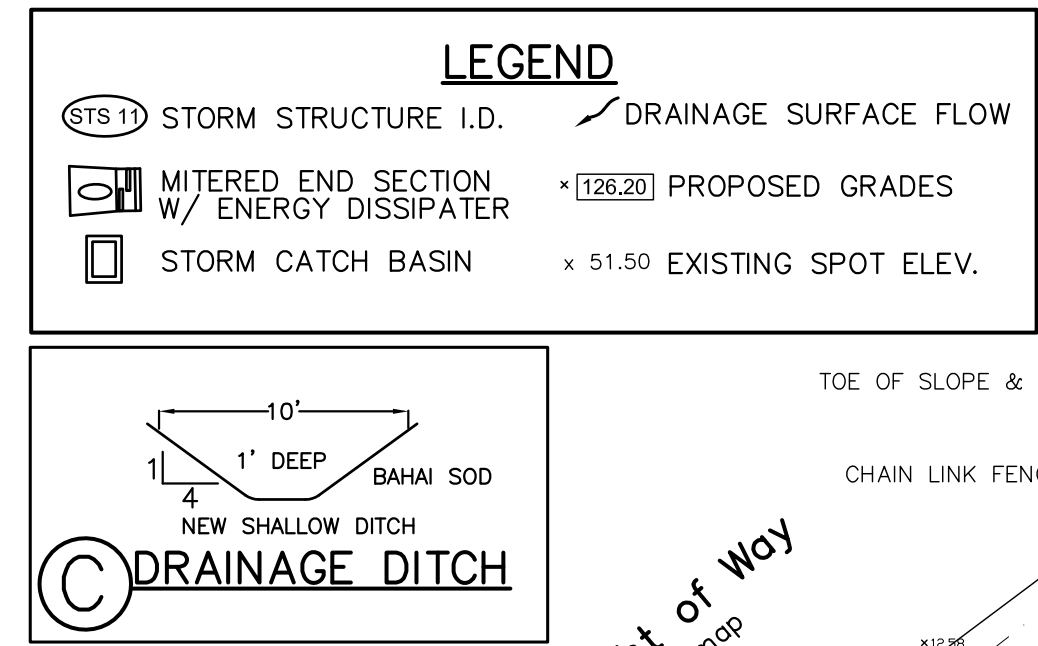 LEGEND
STS 11 STORM STRUCTURE I.D.
DRAINAGE SURFACE FLOW
MITERED END SECTION
W/ ENERGY DISSIPATER
× 126.20 PROPOSED GRADES
STORM CATCH BASIN
x 51.50 EXISTING SPOT ELEV.
10'
1' DEEP
1
4
BAHAI SOD
NEW SHALLOW DITCH
C DRAINAGE DITCH
TOE OF SLOPE &
CHAIN LINK FEN
of Way
map
×12.58